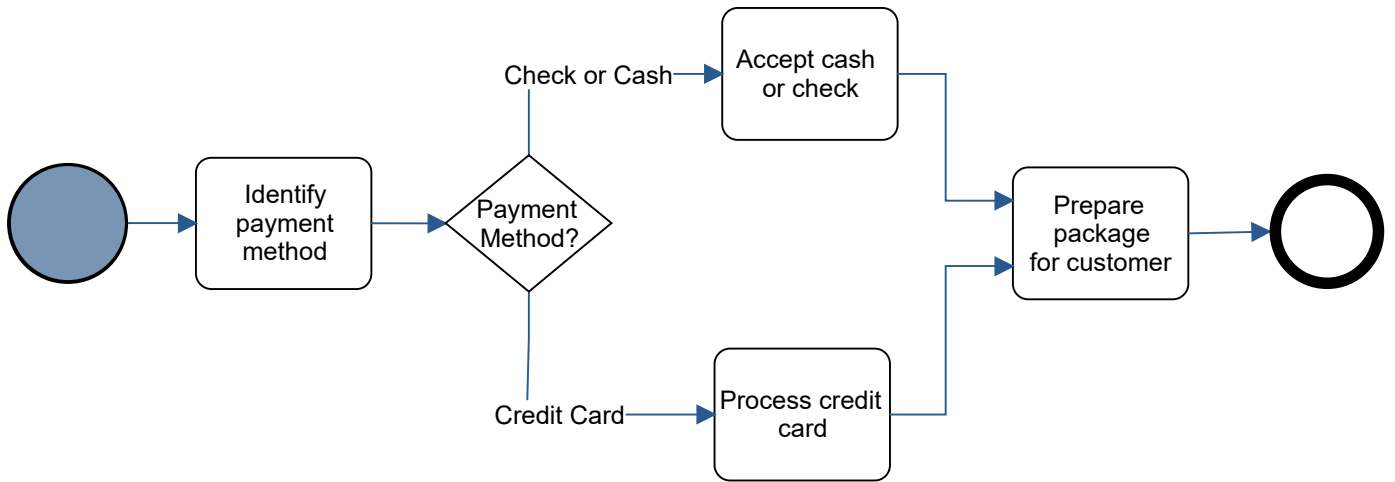 Identify
payment
method
Payment
Method?
Check or Cash
Accept cash
or check
Credit Card
Process credit
card
Prepare
package
for customer